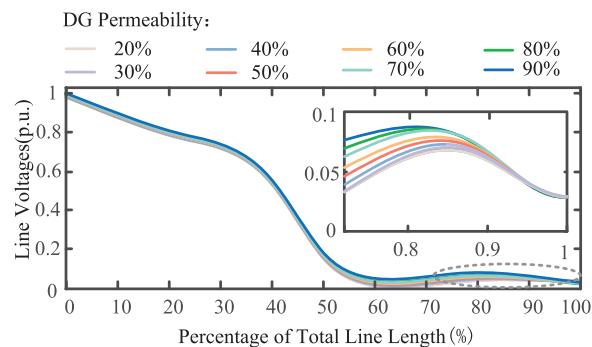 DG Permeability：
20% 40% 60% 80%
30% 50% 70% 90%
Line Voltages(p.u.)
1
0.8
0.6
0.4
0.2
0
0.1
0.05
0
0.8 0.9 1
0 10 20 30 40 50 60 70 80 90 100
Percentage of Total Line Length（%）